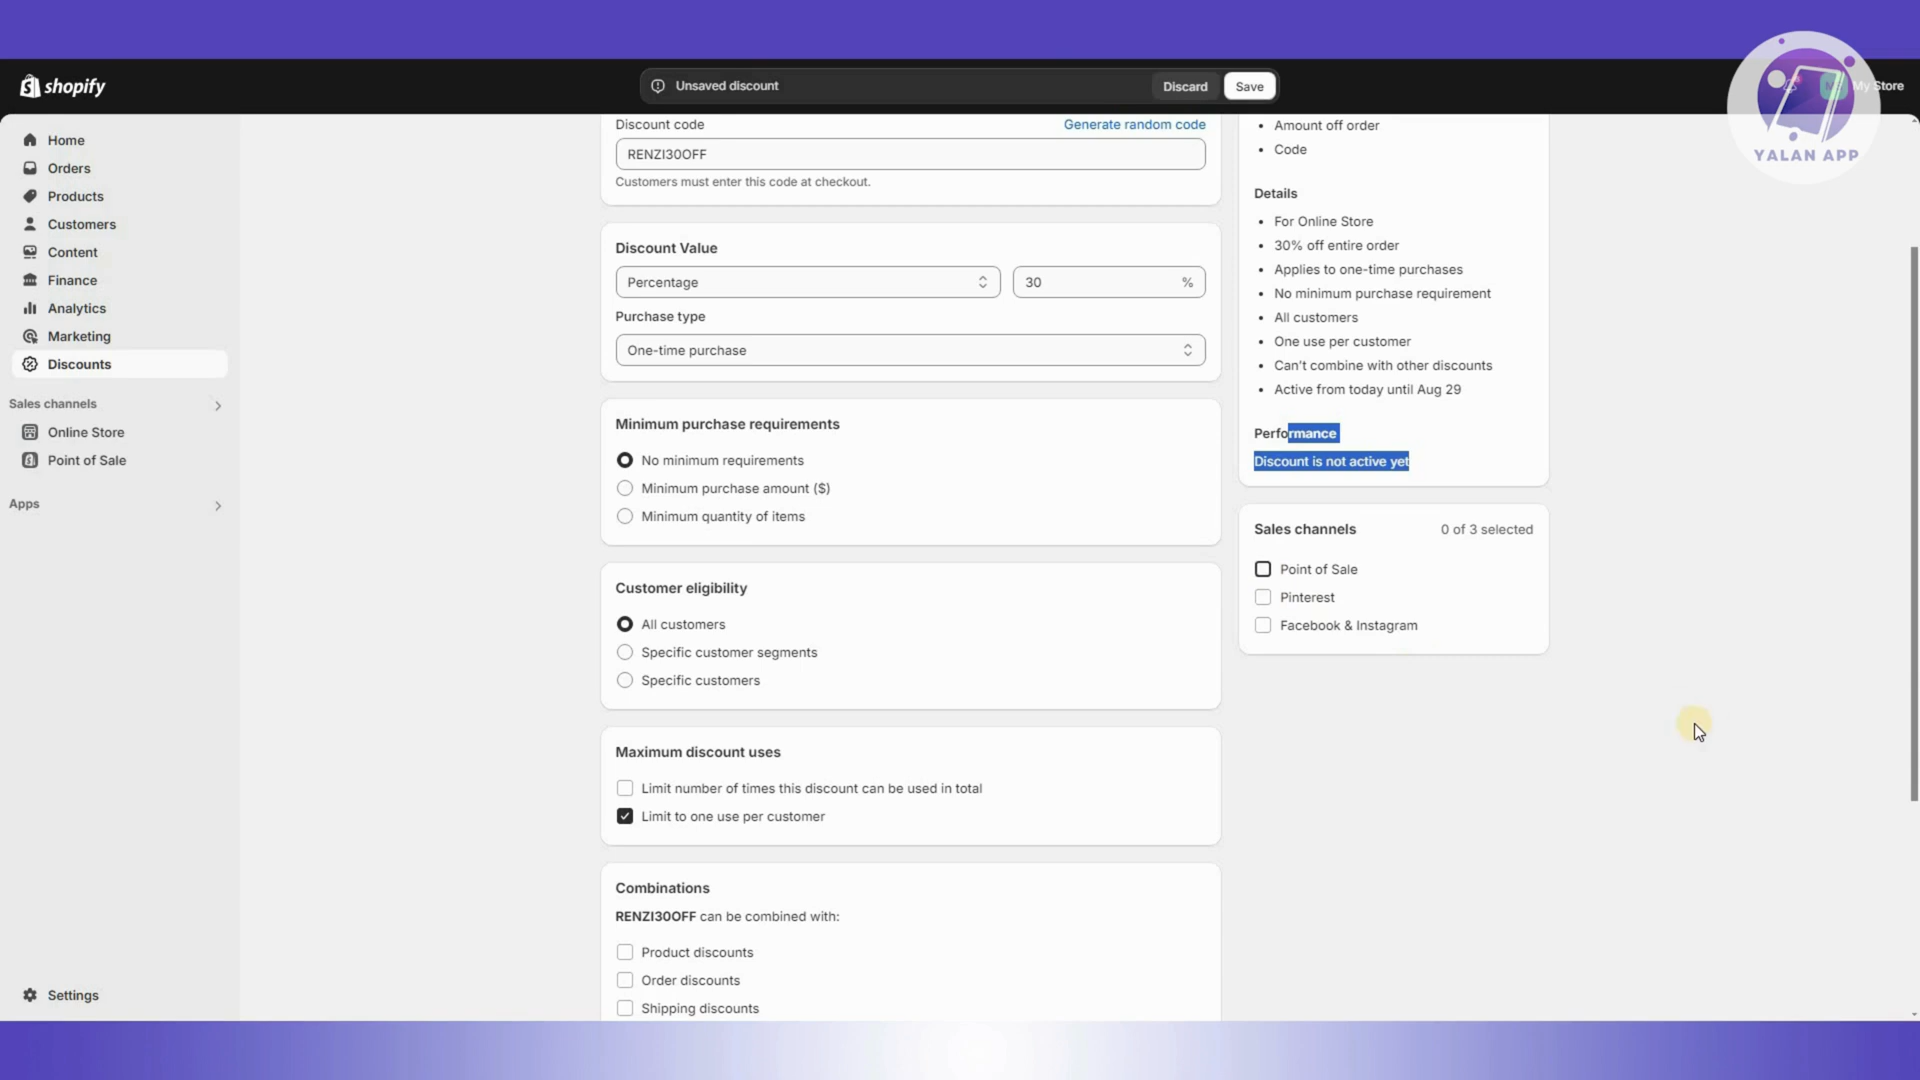 shopify
Unsaved discount
Discard
Save
My Store
YALAN APP
Home
Orders
Products
Customers
Content
Finance
Analytics
Marketing
Discounts
Sales channels
Online Store
Point of Sale
Apps
Settings
Discount code
Generate random code
RENZI30OFF
Customers must enter this code at checkout.
Discount Value
Percentage
30 %
Purchase type
One-time purchase
Minimum purchase requirements
No minimum requirements
Minimum purchase amount ($)
Minimum quantity of items
Customer eligibility
All customers
Specific customer segments
Specific customers
Maximum discount uses
Limit number of times this discount can be used in total
Limit to one use per customer
Combinations
RENZI30OFF can be combined with:
Product discounts
Order discounts
Shipping discounts
• Amount off order
• Code
Details
• For Online Store
• 30% off entire order
• Applies to one-time purchases
• No minimum purchase requirement
• All customers
• One use per customer
• Can't combine with other discounts
• Active from today until Aug 29
Performance
Discount is not active yet
Sales channels
0 of 3 selected
Point of Sale
Pinterest
Facebook & Instagram